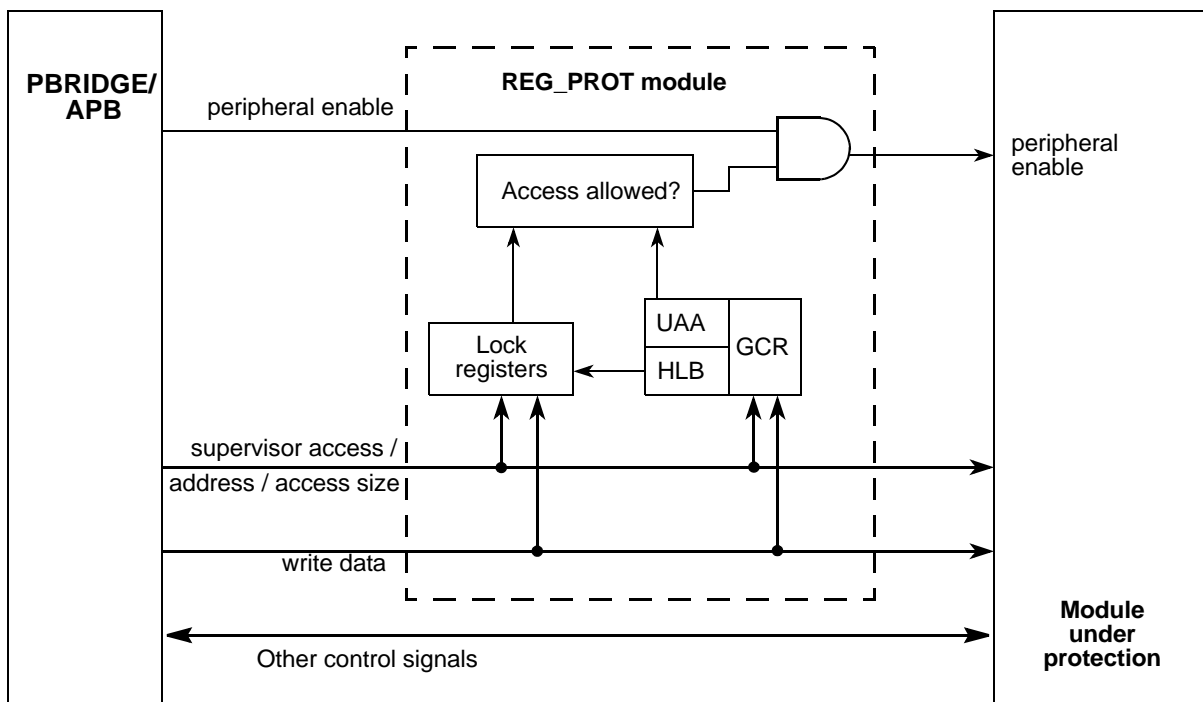 PBRIDGE/
APB
REG_PROT module
peripheral enable
peripheral
enable
Access allowed?
UAA
GCR
HLB
Lock
registers
supervisor access /
address / access size
write data
Other control signals
Module
under
protection